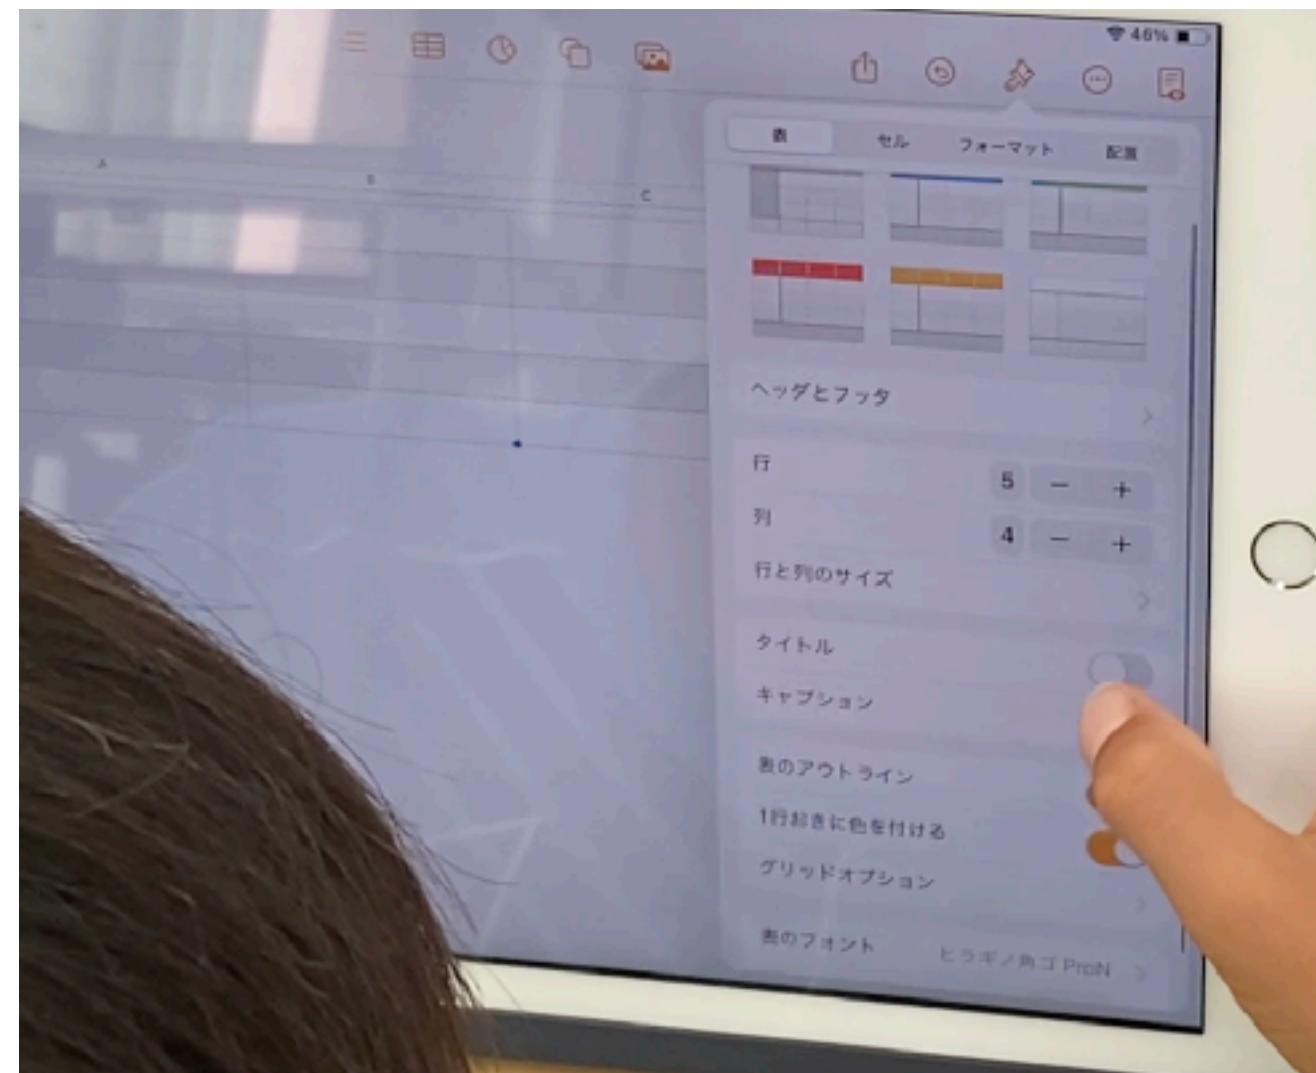 46%
表 セル フォーマット 配置
A B C
ヘッダとフッタ
行 5 − +
列 4 − +
行と列のサイズ
タイトル
キャプション
表のアウトライン
1行おきに色を付ける
グリッドオプション
表のフォント ヒラギノ角ゴ ProN